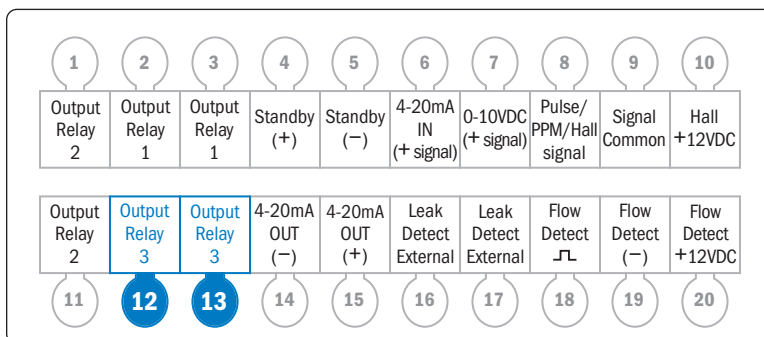 1 2 3 4 5 6 7 8 9 10
Output Relay 2
Output Relay 1
Output Relay 1
Standby (+)
Standby (−)
4-20mA IN (+ signal)
0-10VDC (+ signal)
Pulse/ PPM/Hall signal
Signal Common
Hall +12VDC
Output Relay 2
Output Relay 3
Output Relay 3
4-20mA OUT (−)
4-20mA OUT (+)
Leak Detect External
Leak Detect External
Flow Detect
Flow Detect (−)
Flow Detect +12VDC
11 12 13 14 15 16 17 18 19 20